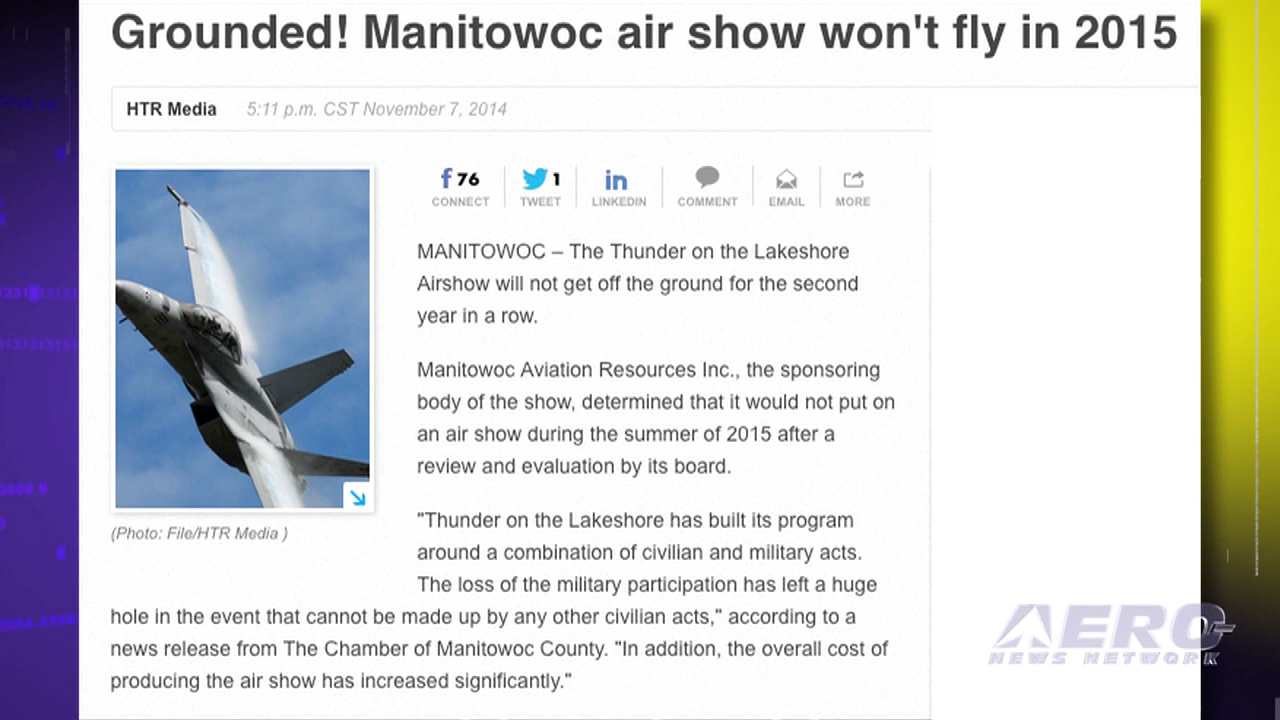 Grounded! Manitowoc air show won't fly in 2015
HTR Media 5:11 p.m. CST November 7, 2014
76
CONNECT
1
TWEET
in
LINKEDIN
COMMENT
EMAIL
MORE
MANITOWOC – The Thunder on the Lakeshore
Airshow will not get off the ground for the second
year in a row.
Manitowoc Aviation Resources Inc., the sponsoring
body of the show, determined that it would not put on
an air show during the summer of 2015 after a
review and evaluation by its board.
(Photo: File/HTR Media )
"Thunder on the Lakeshore has built its program
around a combination of civilian and military acts.
The loss of the military participation has left a huge
hole in the event that cannot be made up by any other civilian acts," according to a
news release from The Chamber of Manitowoc County. "In addition, the overall cost of
producing the air show has increased significantly."
AERO
NEWS NETWORK